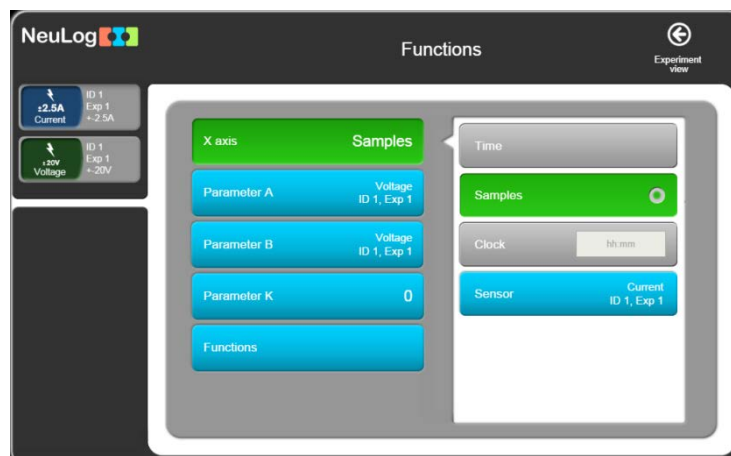 NeuLog
Functions
Experiment
view
±2.5A
Current
ID 1
Exp 1
+-2.5A
±20V
Voltage
ID 1
Exp 1
+-20V
X axis
Samples
Parameter A
Voltage
ID 1, Exp 1
Parameter B
Voltage
ID 1, Exp 1
Parameter K
0
Functions
Time
Samples
Clock
hh:mm
Sensor
Current
ID 1, Exp 1